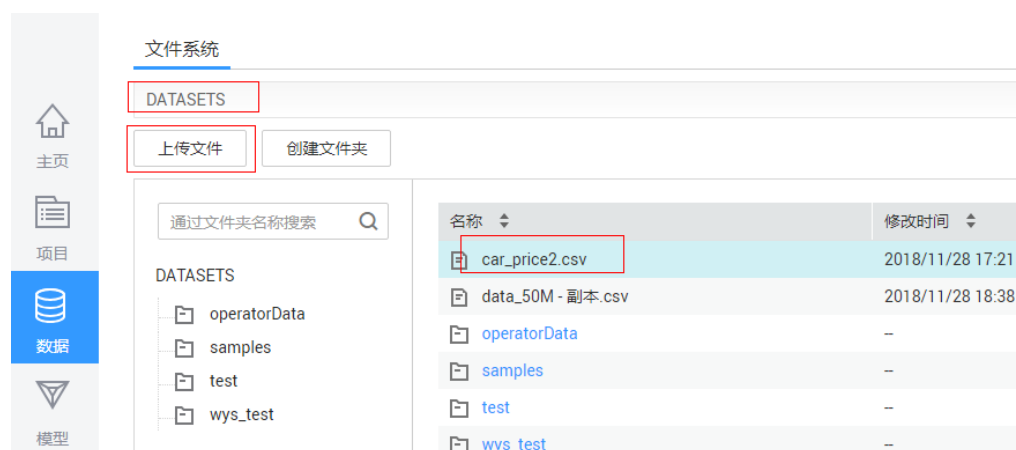 文件系统
DATASETS
上传文件 创建文件夹
主页
项目
数据
模型
通过文件夹名称搜索
DATASETS
operatorData
samples
test
wys_test
名称 修改时间
car_price2.csv 2018/11/28 17:21
data_50M - 副本.csv 2018/11/28 18:38
operatorData --
samples --
test --
wys_test --